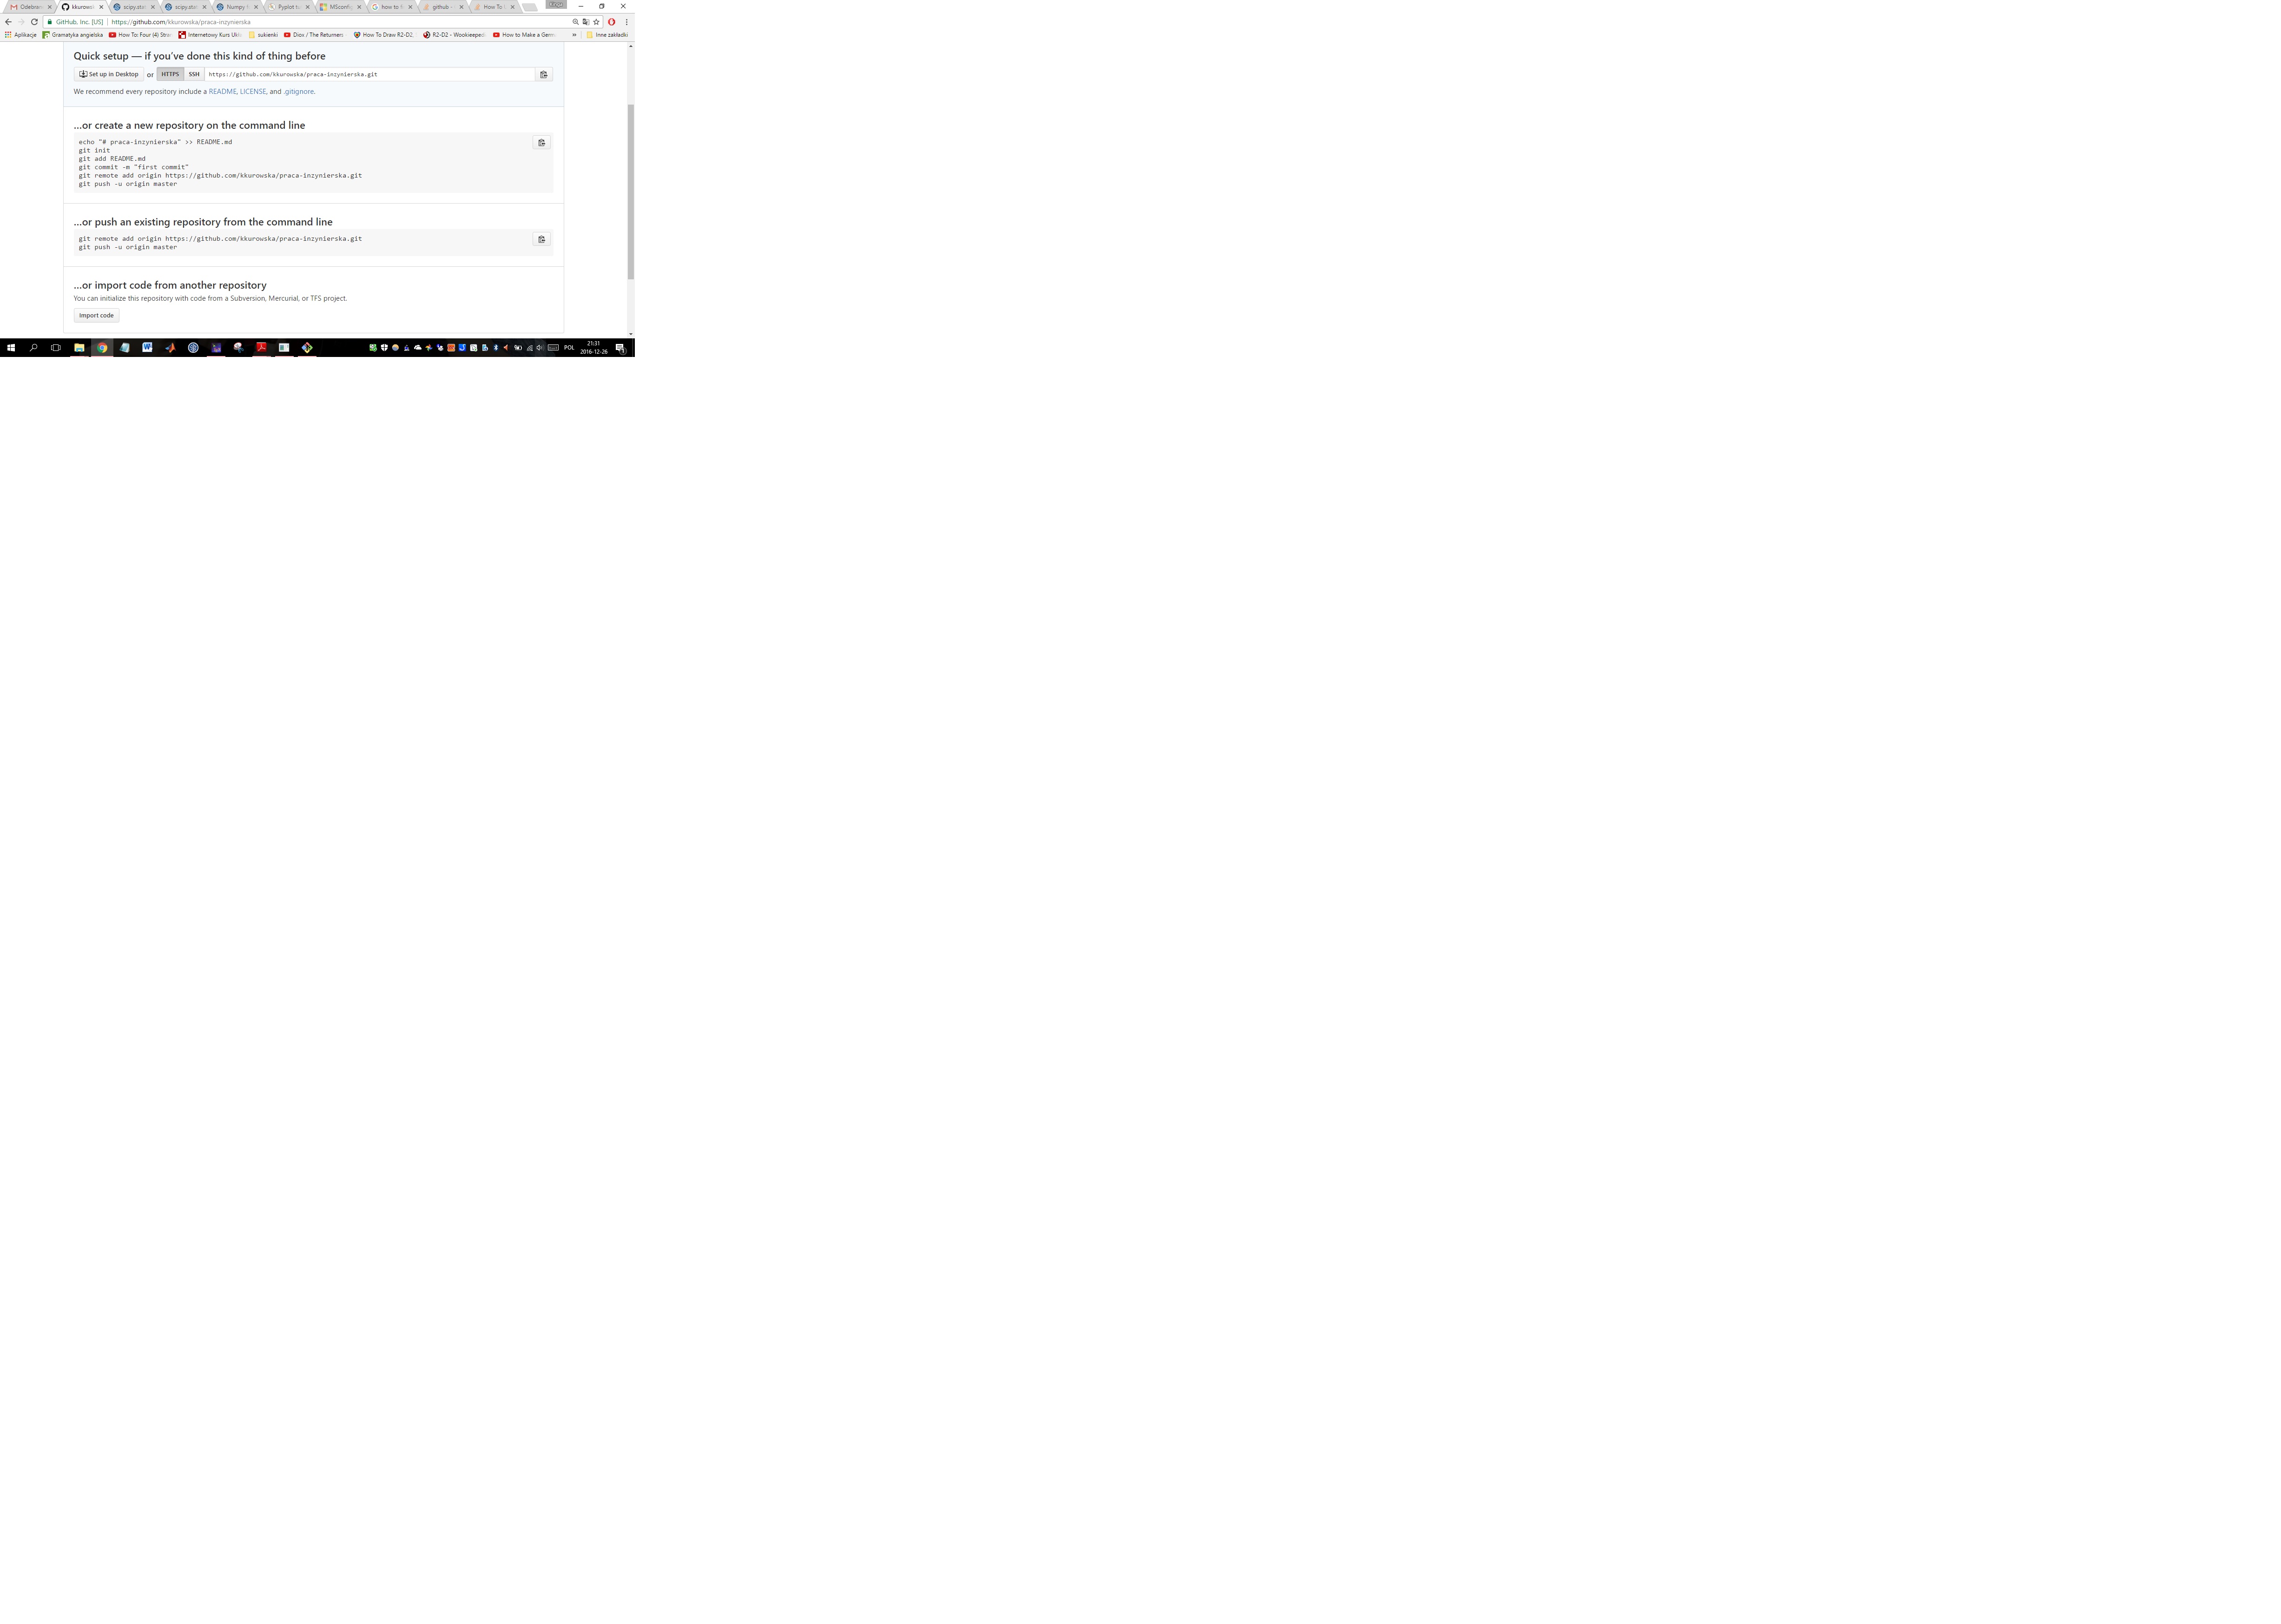 Odebran
kkurows
scipy.stat
scipy.stat
Numpy
Pyplot tu
MSconfi
how to
github -
How To
GitHub, Inc. [US] | https://github.com/kkurowska/praca-inzynierska
Aplikacje Gramatyka angielska How To: Four (4) Stra Internetowy Kurs Ukł sukienki Diox / The Returners How To Draw R2-D2, R2-D2 - Wookieepedi How to Make a Germ » Inne zakładki
Quick setup — if you've done this kind of thing before
Set up in Desktop or HTTPS SSH https://github.com/kkurowska/praca-inzynierska.git
We recommend every repository include a README, LICENSE, and .gitignore.
…or create a new repository on the command line
echo "# praca-inzynierska" >> README.md
git init
git add README.md
git commit -m "first commit"
git remote add origin https://github.com/kkurowska/praca-inzynierska.git
git push -u origin master
…or push an existing repository from the command line
git remote add origin https://github.com/kkurowska/praca-inzynierska.git
git push -u origin master
…or import code from another repository
You can initialize this repository with code from a Subversion, Mercurial, or TFS project.
Import code
POL
21:31
2016-12-26